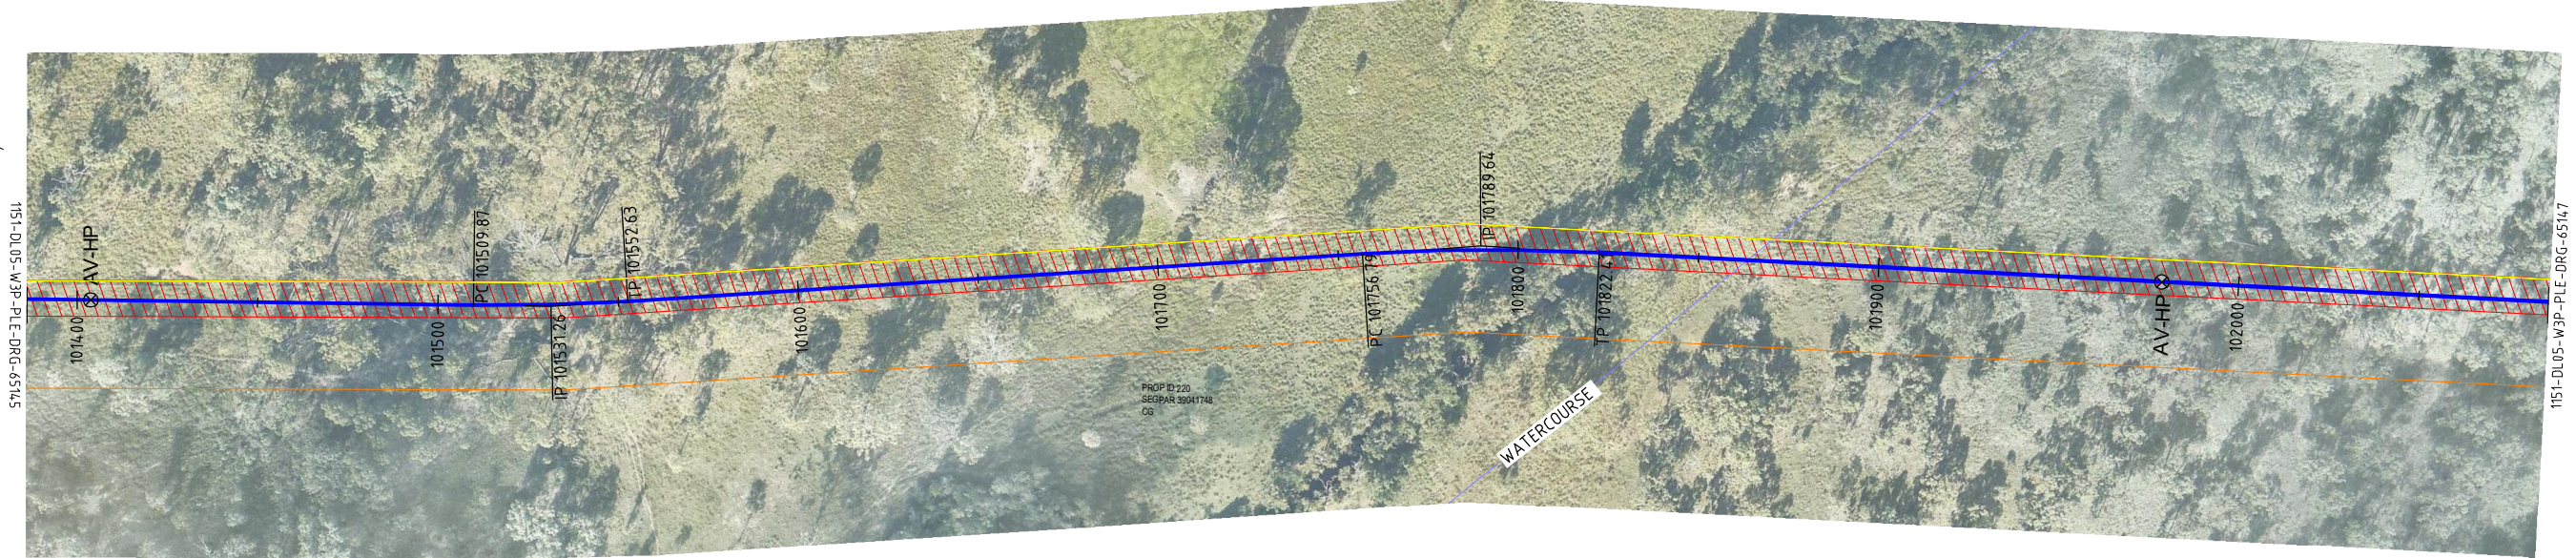 1151-DL05-W3P-PLE-DRG-65145
101400
AV-HP
101500
PC 101509.87
IP 101531.26
TP 101552.63
101600
101700
PROP ID 220
SEGPAR 39041748
CG
PC 101756.79
IP 101789.64
101800
TP 101822.4
WATERCOURSE
101900
AV-HP
102000
1151-DL05-W3P-PLE-DRG-65147